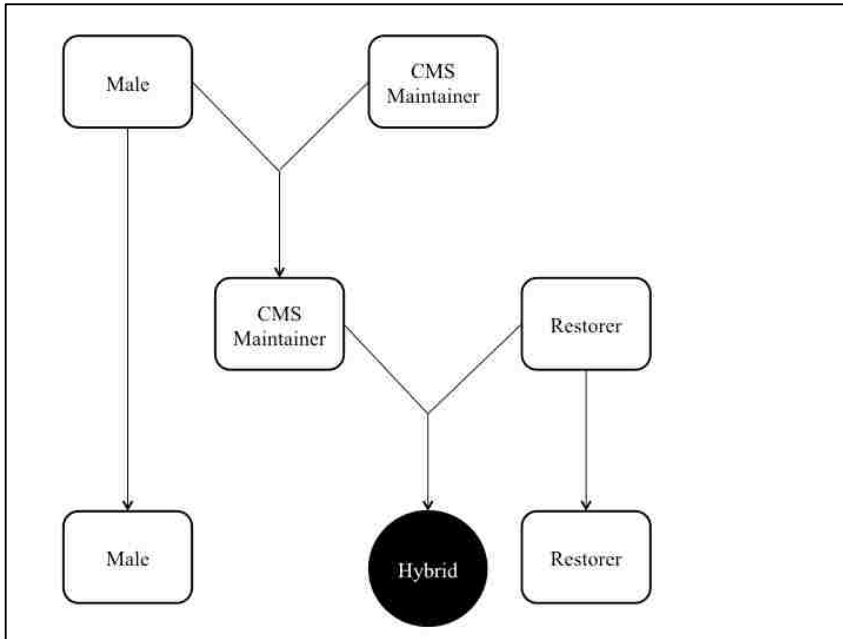 Male
CMS
Maintainer
CMS
Maintainer
Restorer
Male
Hybrid
Restorer